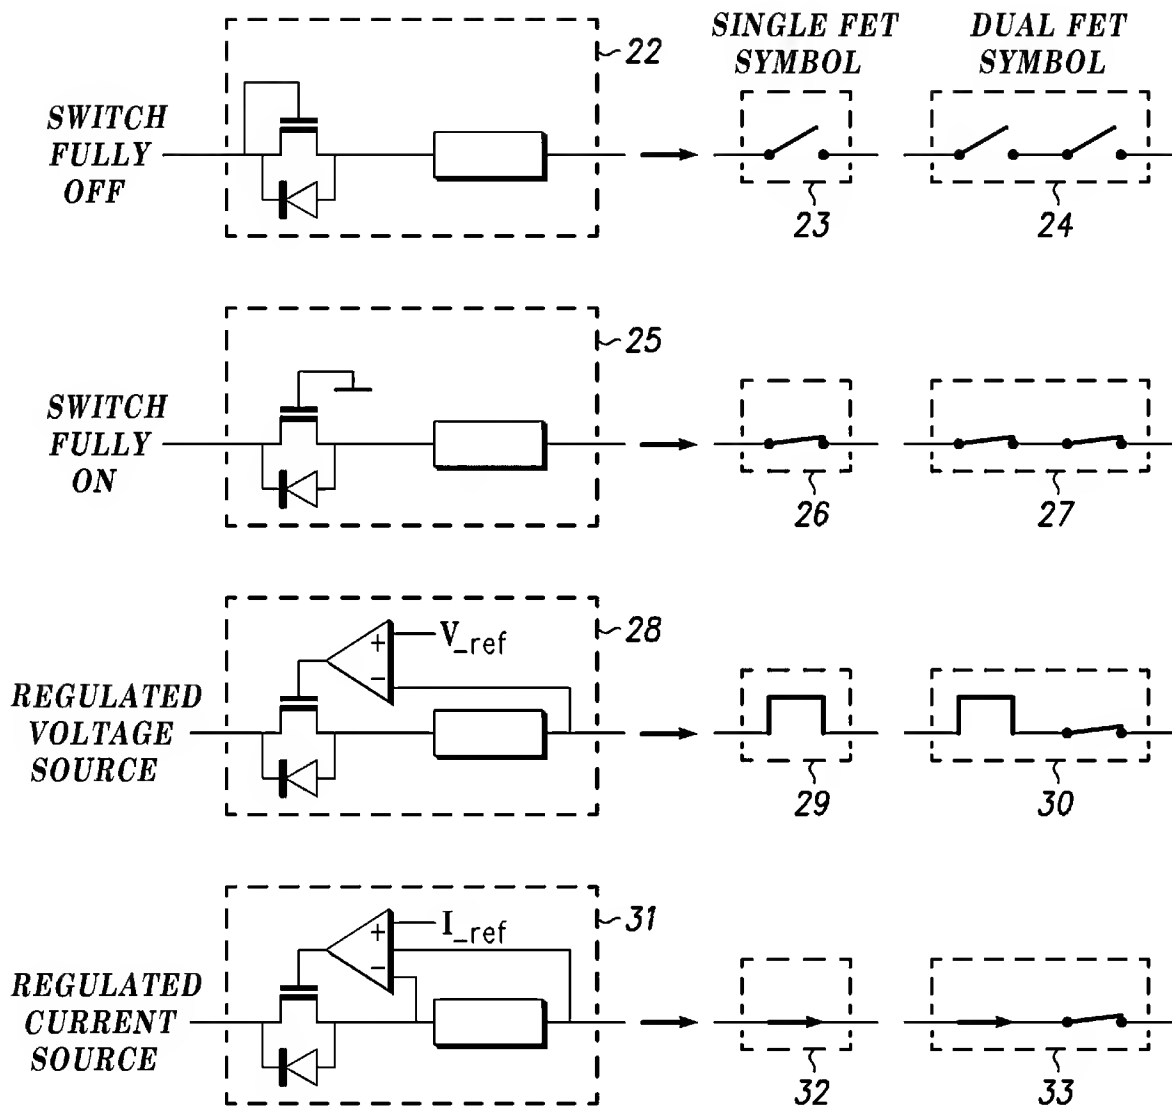 SINGLE FET
SYMBOL
DUAL FET
SYMBOL
SWITCH
FULLY
OFF
22
23
24
SWITCH
FULLY
ON
25
26
27
REGULATED
VOLTAGE
SOURCE
V_ref
+
−
28
29
30
REGULATED
CURRENT
SOURCE
I_ref
+
−
31
32
33